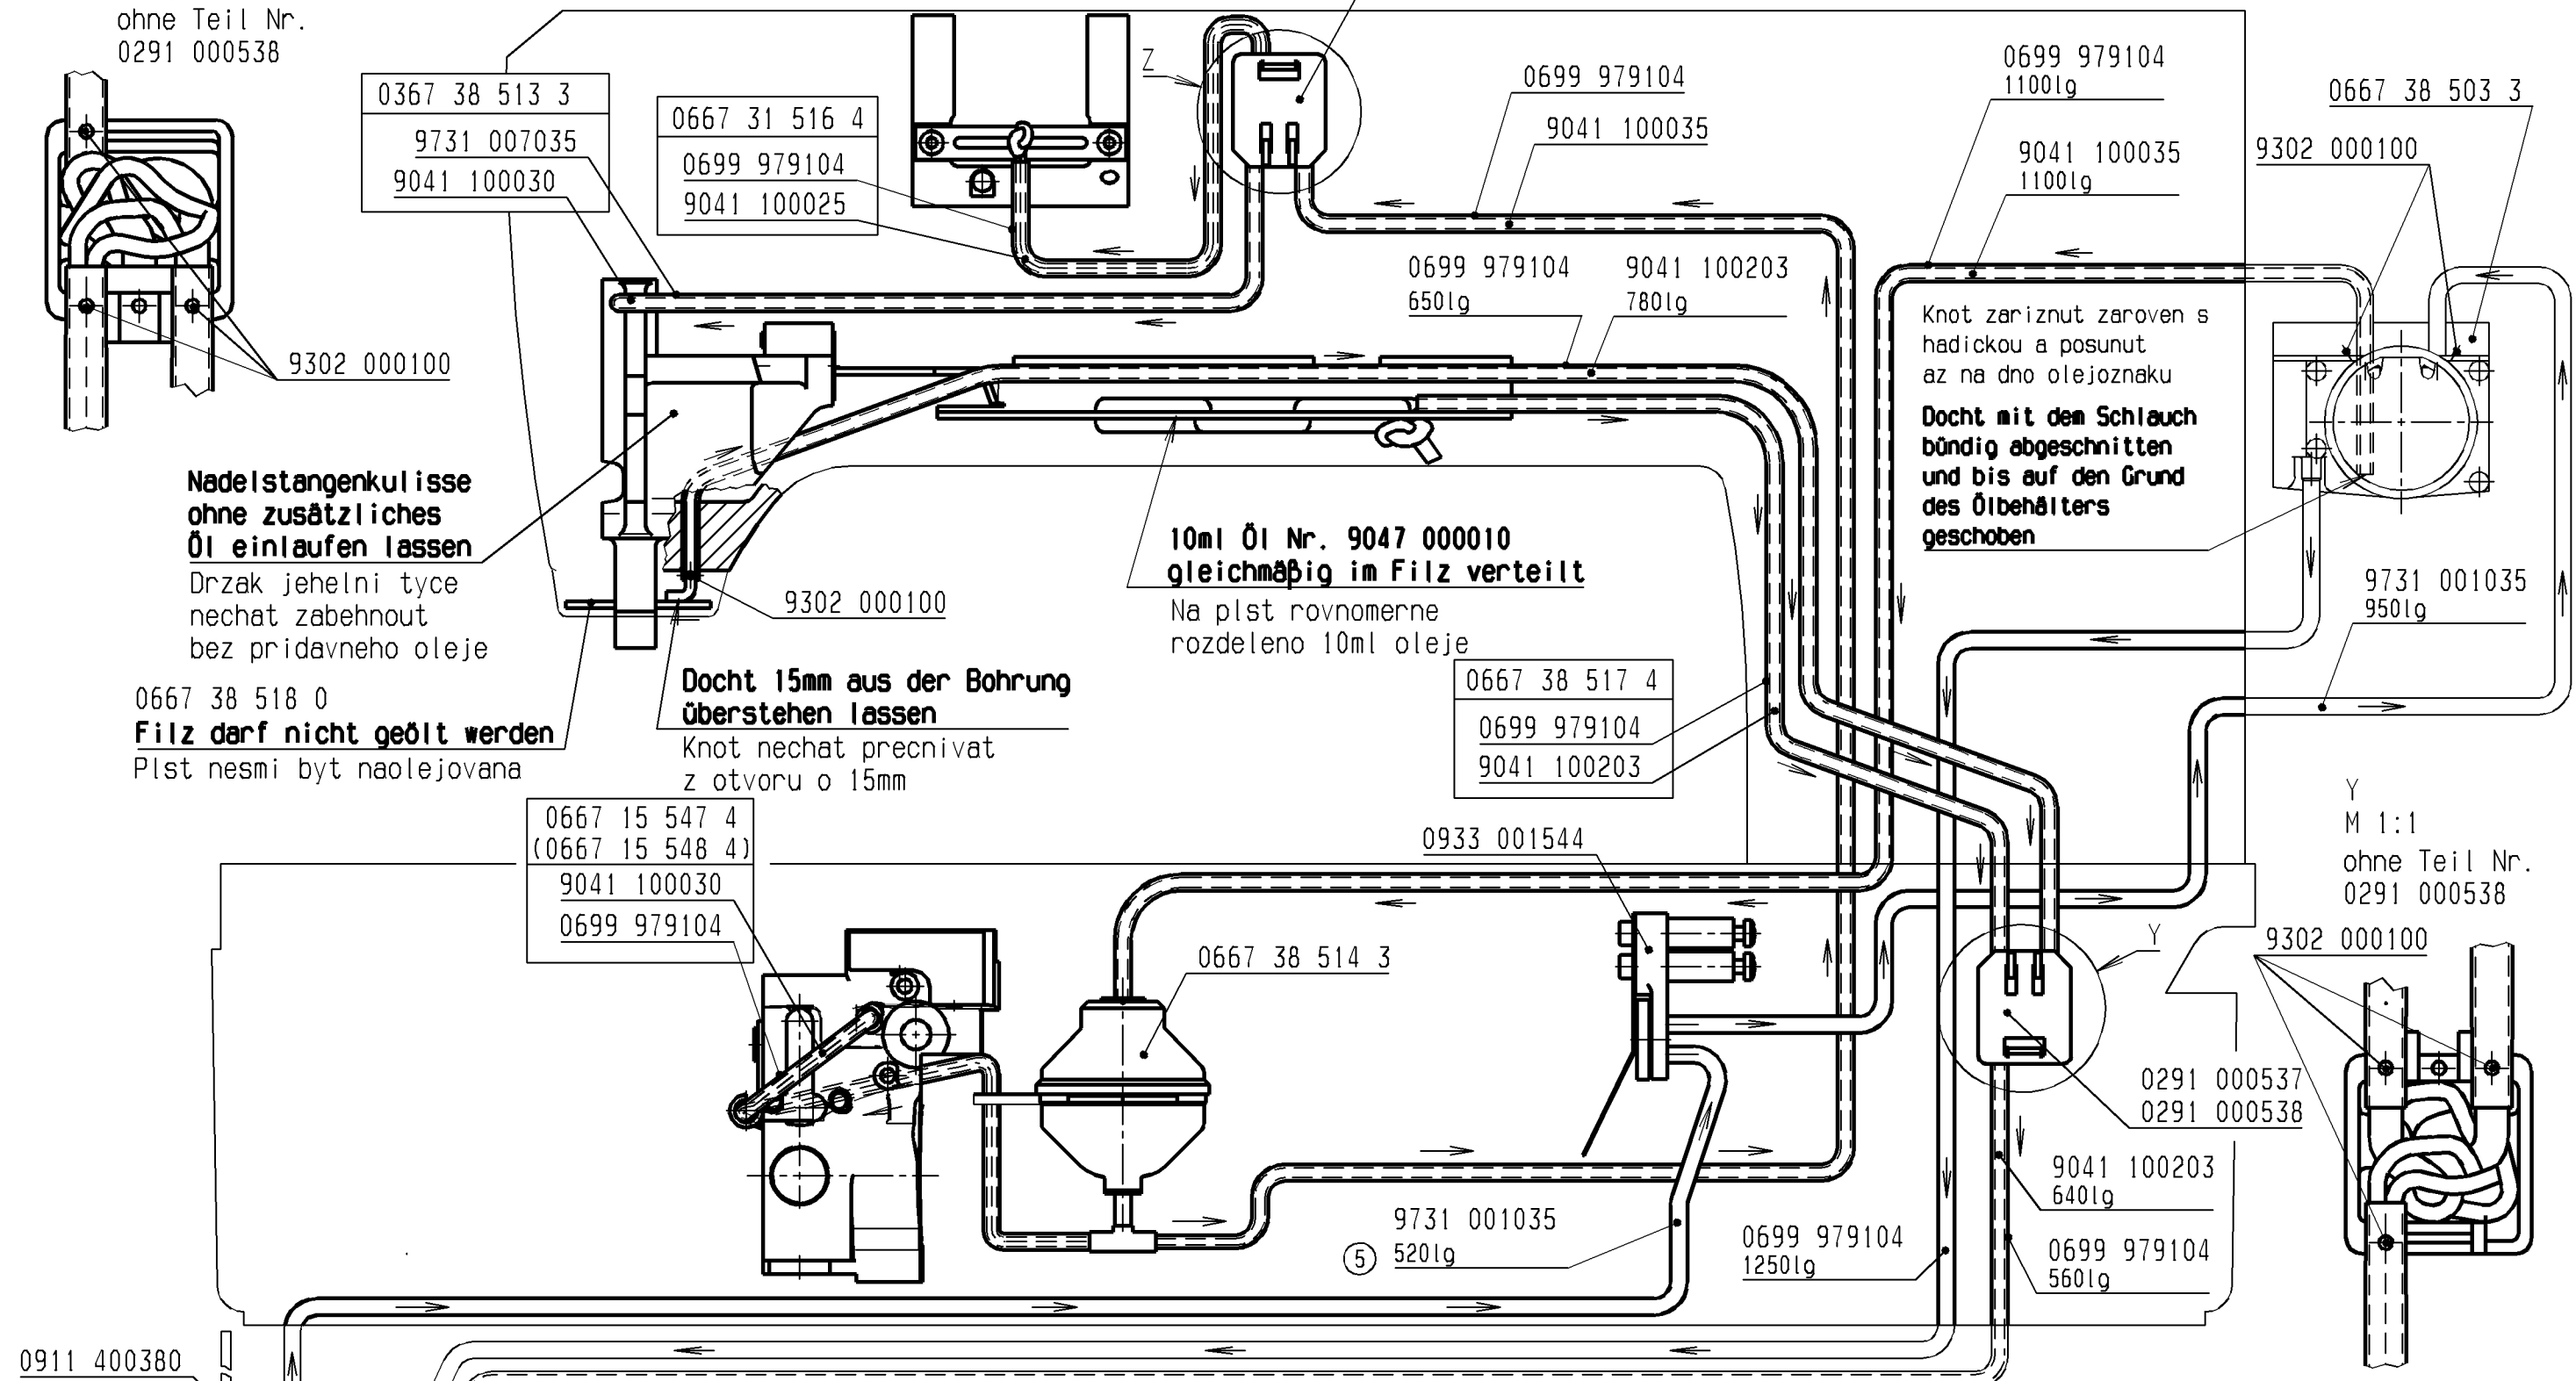 ohne Teil Nr.
0291 000538
9302 000100
0367 38 513 3
9731 007035
9041 100030
0667 31 516 4
0699 979104
9041 100025
Z
0699 979104
9041 100035
0699 979104
1100lg
9041 100035
1100lg
0667 38 503 3
9302 000100
0699 979104
650lg
9041 100203
780lg
Knot zariznut zaroven s
hadickou a posunut
az na dno olejoznaku
Docht mit dem Schlauch
bündig abgeschnitten
und bis auf den Grund
des Ölbehälters
geschoben
Nadelstangenkulisse
ohne zusätzliches
Öl einlaufen lassen
Drzak jehelni tyce
nechat zabehnout
bez pridavneho oleje
9302 000100
10ml Öl Nr. 9047 000010
gleichmäßig im Filz verteilt
Na plst rovnomerne
rozdeleno 10ml oleje
9731 001035
950lg
0667 38 518 0
Filz darf nicht geölt werden
Plst nesmi byt naolejovana
Docht 15mm aus der Bohrung
überstehen lassen
Knot nechat precnivat
z otvoru o 15mm
0667 38 517 4
0699 979104
9041 100203
0667 15 547 4
(0667 15 548 4)
9041 100030
0699 979104
0933 001544
0667 38 514 3
Y
Y
M 1:1
ohne Teil Nr.
0291 000538
9302 000100
0291 000537
0291 000538
9041 100203
640lg
0699 979104
560lg
9731 001035
5 520lg
0699 979104
1250lg
0911 400380